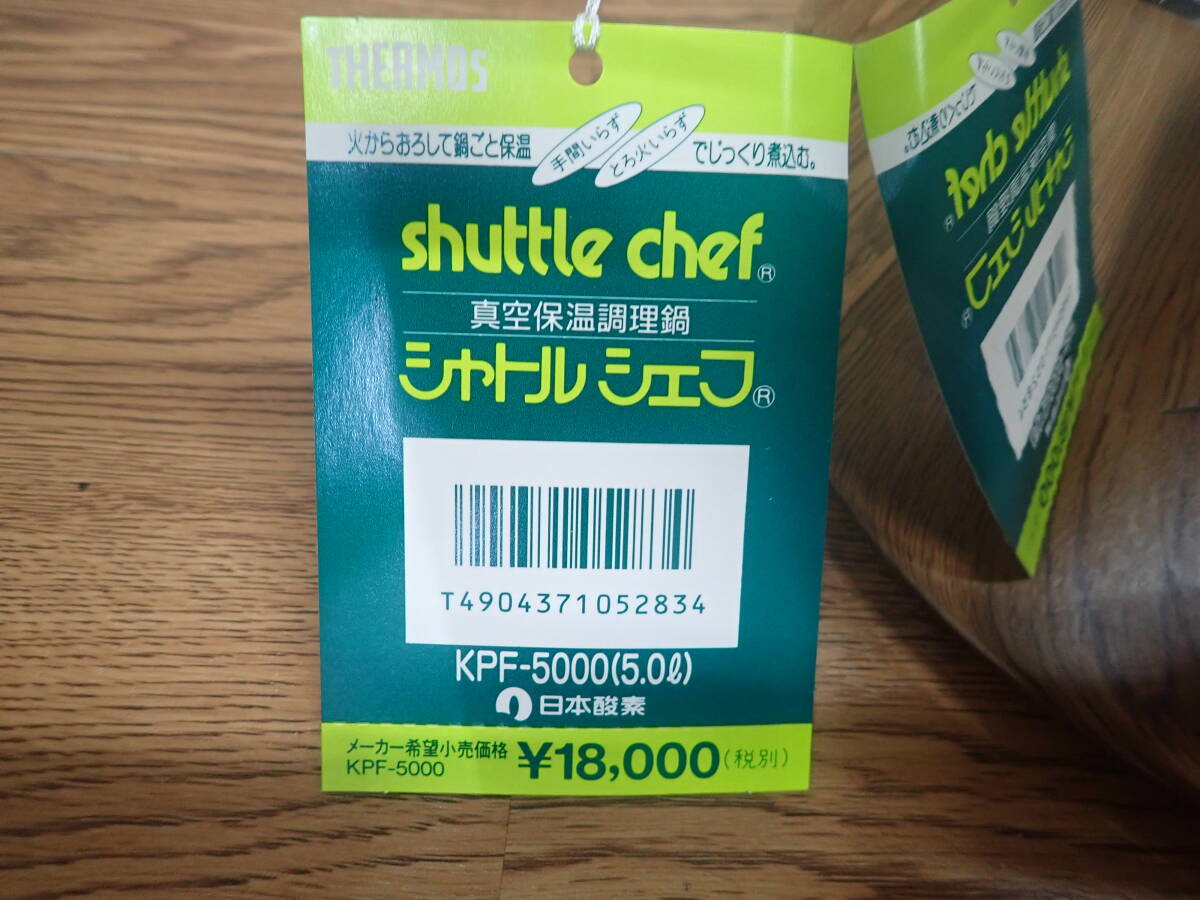 THERMOS
火からおろして鍋ごと保温 手間いらず とろ火いらず でじっくり煮込む。
shuttle chef®
真空保温調理鍋
シャトルシェフ®
T4904371052834
KPF-5000(5.0ℓ)
日本酸素
メーカー希望小売価格
KPF-5000 ¥18,000(税別)